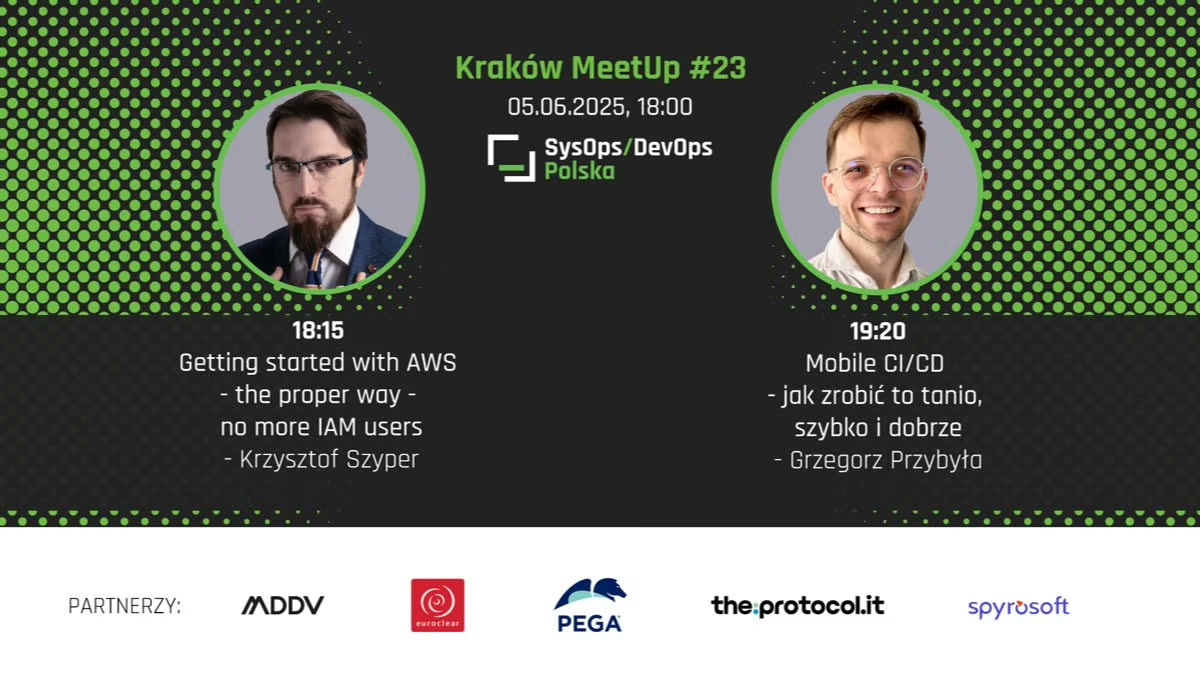 Kraków MeetUp #23
05.06.2025, 18:00
SysOps/DevOps
Polska
18:15
Getting started with AWS
- the proper way -
no more IAM users
- Krzysztof Szyper
19:20
Mobile CI/CD
- jak zrobić to tanio,
szybko i dobrze
- Grzegorz Przybyła
PARTNERZY:
MDDV
euroclear
PEGA
the:protocol.it
spyrosoft